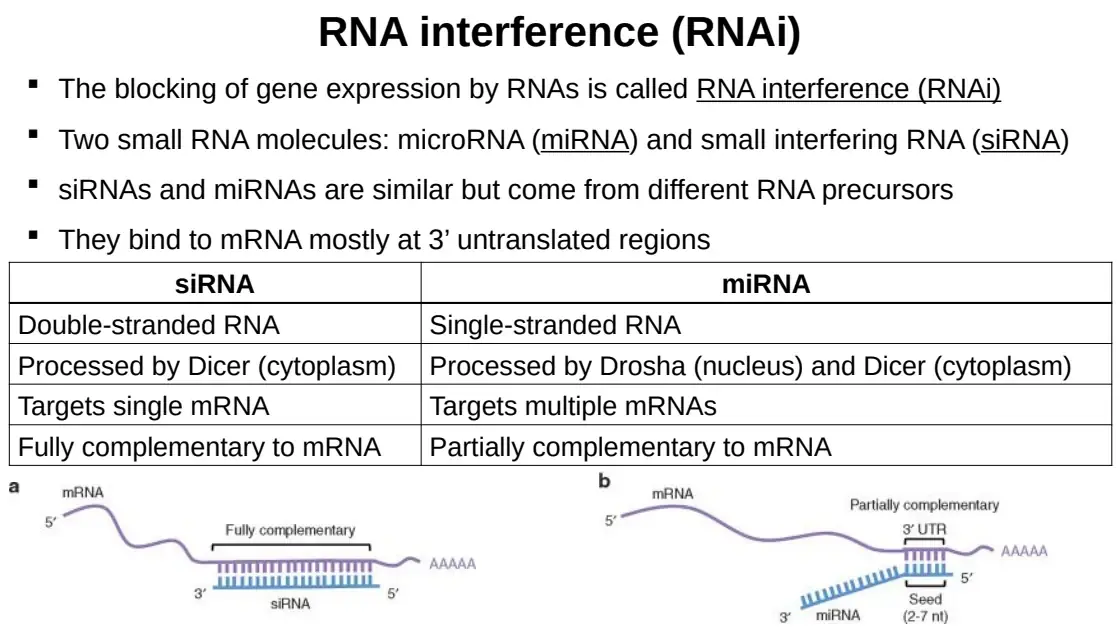 RNA interference (RNAi)
▪ The blocking of gene expression by RNAs is called RNA interference (RNAi)
▪ Two small RNA molecules: microRNA (miRNA) and small interfering RNA (siRNA)
▪ siRNAs and miRNAs are similar but come from different RNA precursors
▪ They bind to mRNA mostly at 3’ untranslated regions
siRNA miRNA
Double-stranded RNA Single-stranded RNA
Processed by Dicer (cytoplasm) Processed by Drosha (nucleus) and Dicer (cytoplasm)
Targets single mRNA Targets multiple mRNAs
Fully complementary to mRNA Partially complementary to mRNA
a
mRNA
5′
Fully complementary
AAAAA
3′
5′
siRNA
b
mRNA
5′
Partially complementary
3′ UTR
AAAAA
5′
Seed
(2-7 nt)
3′
miRNA